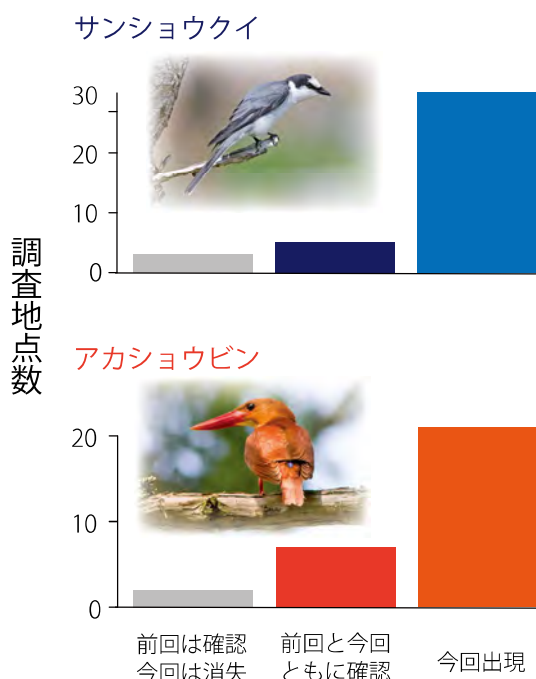 サンショウクイ
30
20
10
0
調査地点数
アカショウビン
20
10
0
前回は確認
今回は消失
前回と今回
ともに確認
今回出現